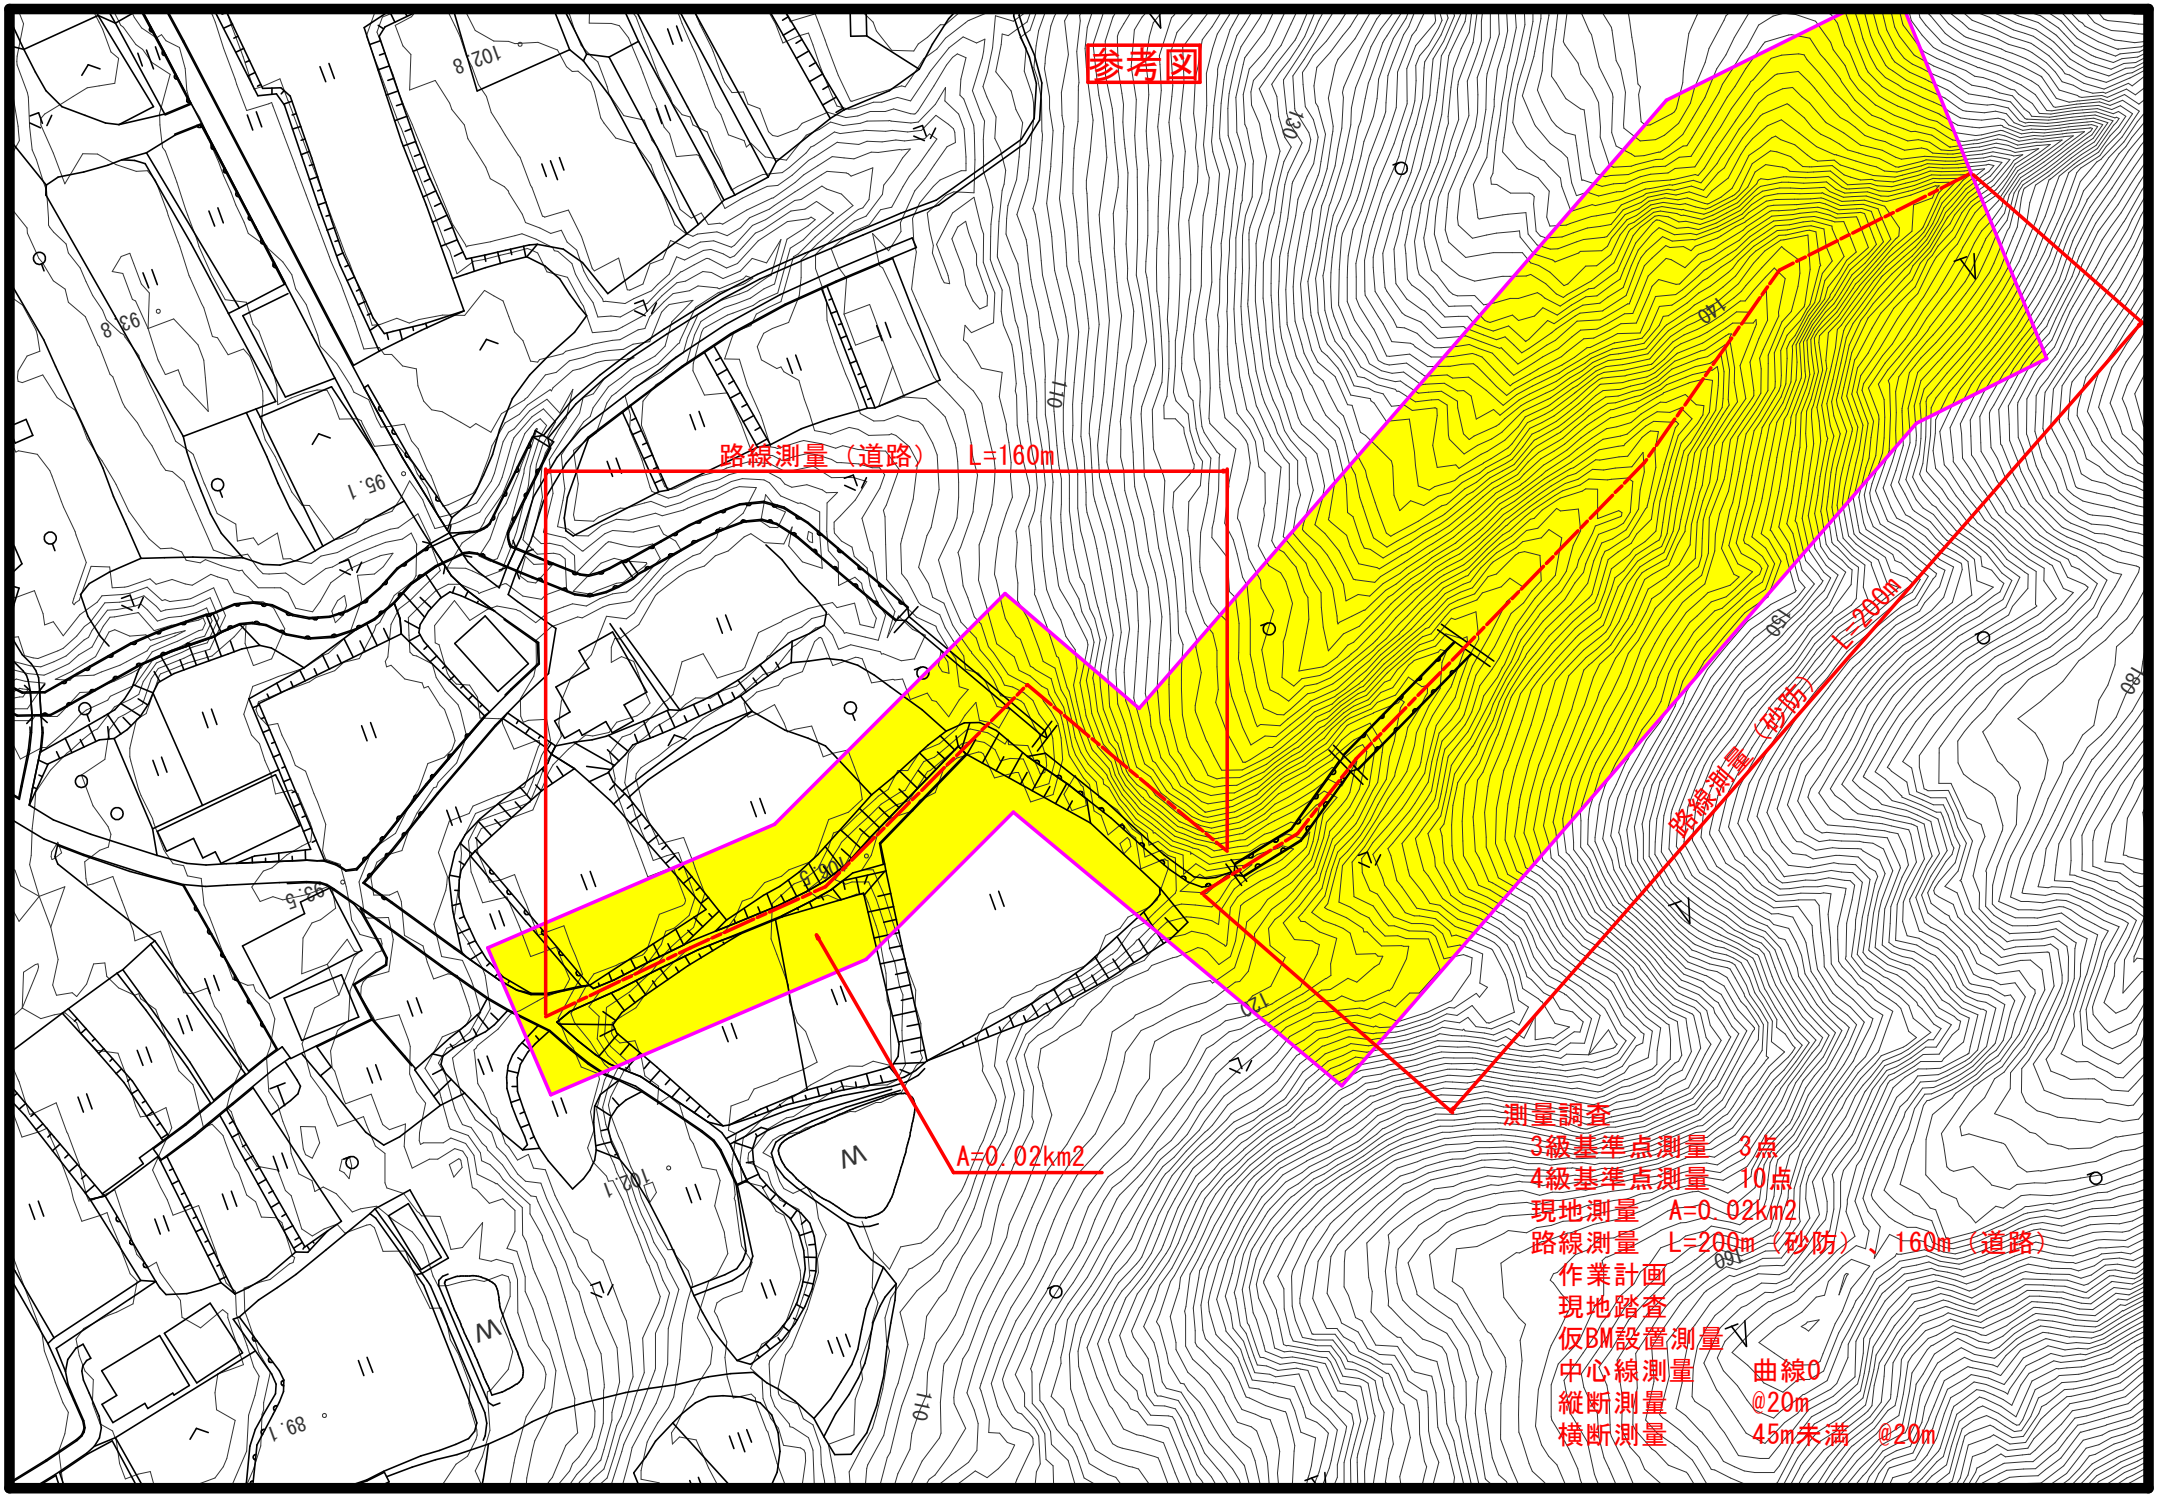 参考図
102.8
130
93.8
140
110
路線測量（道路）　L=160m
95.1
150
L=200m
路線測量（砂防）
180
106.5
93.5
120
A=0.02km2
102.1
測量調査
3級基準点測量　3点
4級基準点測量　10点
現地測量　A=0.02km2
路線測量　L=200m（砂防）、160m（道路）
160
作業計画
現地踏査
仮BM設置測量
中心線測量　　曲線0
縦断測量　　　@20m
横断測量　　　45m未満　@20m
110
89.1